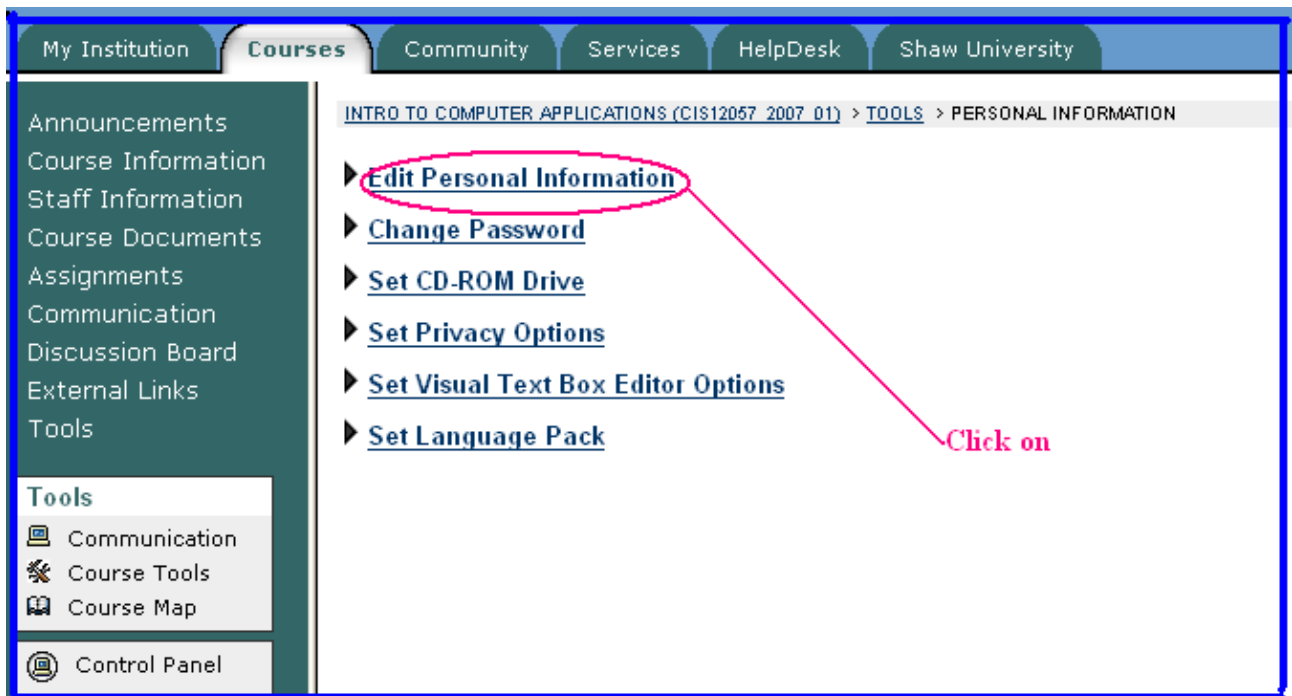 My Institution Courses Community Services HelpDesk Shaw University
INTRO TO COMPUTER APPLICATIONS (CIS12057_2007_01) > TOOLS > PERSONAL INFORMATION
Announcements
Course Information
Staff Information
Course Documents
Assignments
Communication
Discussion Board
External Links
Tools
Tools
Communication
Course Tools
Course Map
Control Panel
Edit Personal Information
Change Password
Set CD-ROM Drive
Set Privacy Options
Set Visual Text Box Editor Options
Set Language Pack
Click on